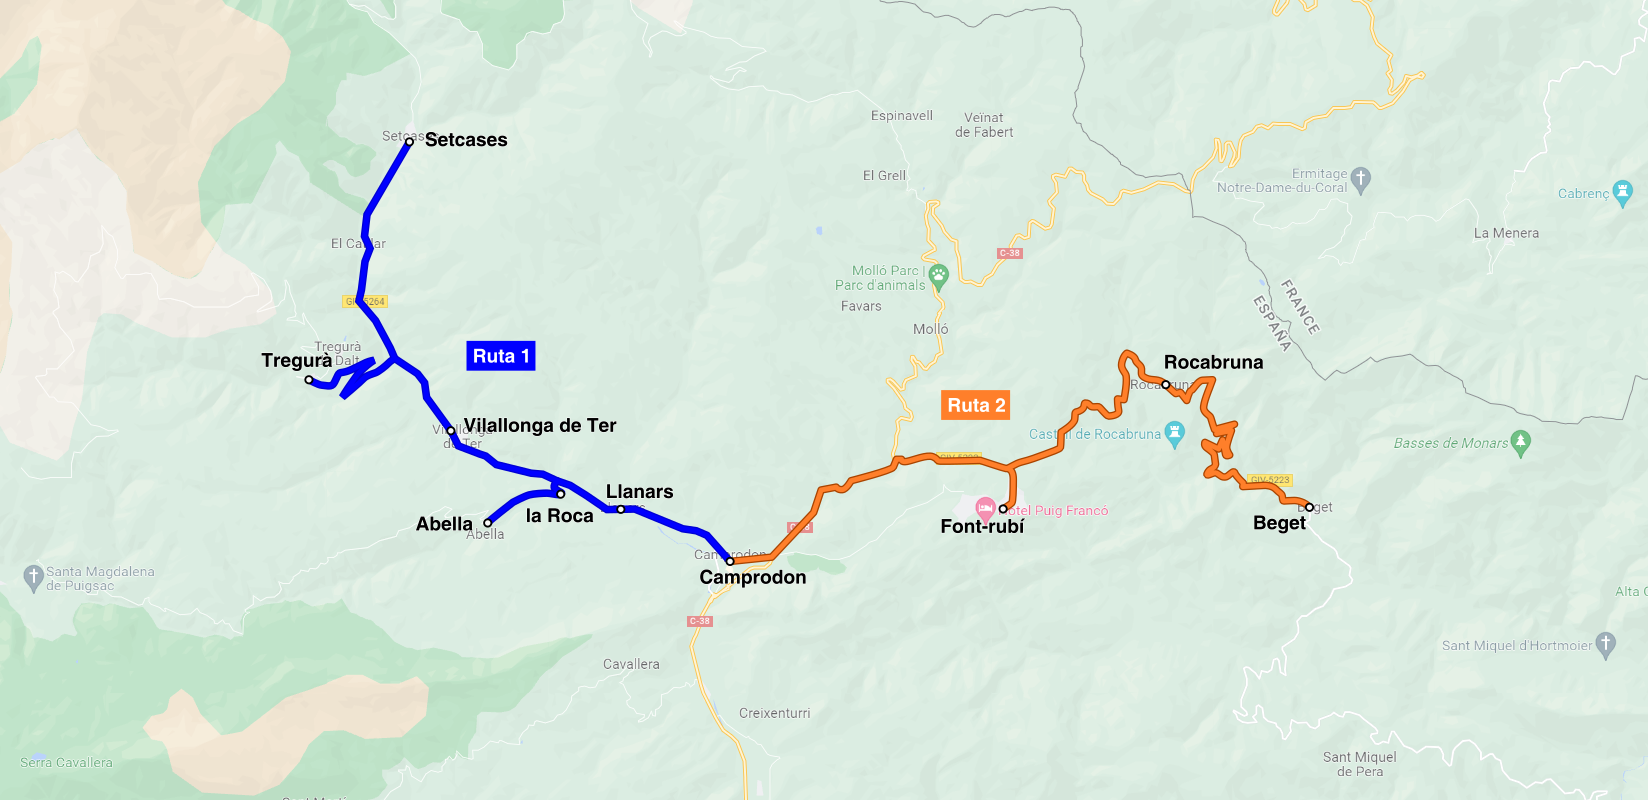 Espinavell
Veïnat
de Fabert
Setcases
El Grell
Ermitage
Notre-Dame-du-Coral
Cabrenç
La Menera
C-38
Molló Parc |
Parc d'animals
Favars
FRANCE
ESPAÑA
Molló
Tregurà
Dalt
Tregurà
Ruta 1
Rocabruna
Ruta 2
Vilallonga de Ter
de Ter
Castell de Rocabruna
Basses de Monars
GIV-5223
Llanars
la Roca
Abella
Abella
Hotel Puig Francó
Font-rubí
Beget
Beget
Camprodon
Camprodon
Santa Magdalena
de Puigsac
C-38
Alta
Sant Miquel d'Hortmoier
Cavallera
Creixenturri
Serra Cavallera
Sant Miquel
de Pera